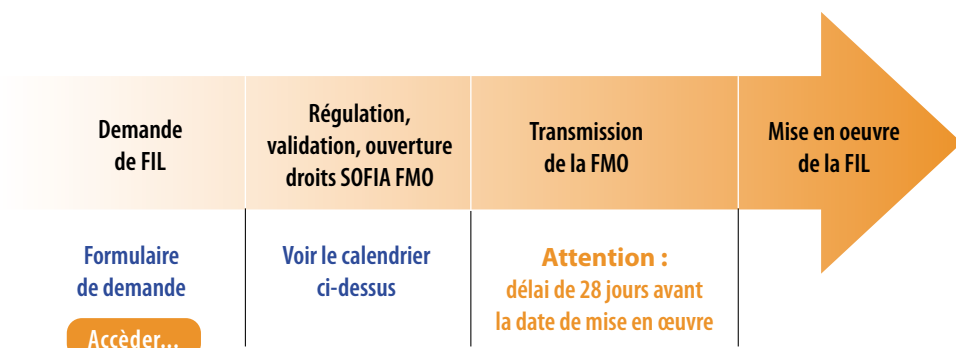 Demande
de FIL
Régulation,
validation, ouverture
droits SOFIA FMO
Transmission
de la FMO
Mise en oeuvre
de la FIL
Formulaire
de demande
Accèder...
Voir le calendrier
ci-dessus
Attention :
délai de 28 jours avant
la date de mise en œuvre